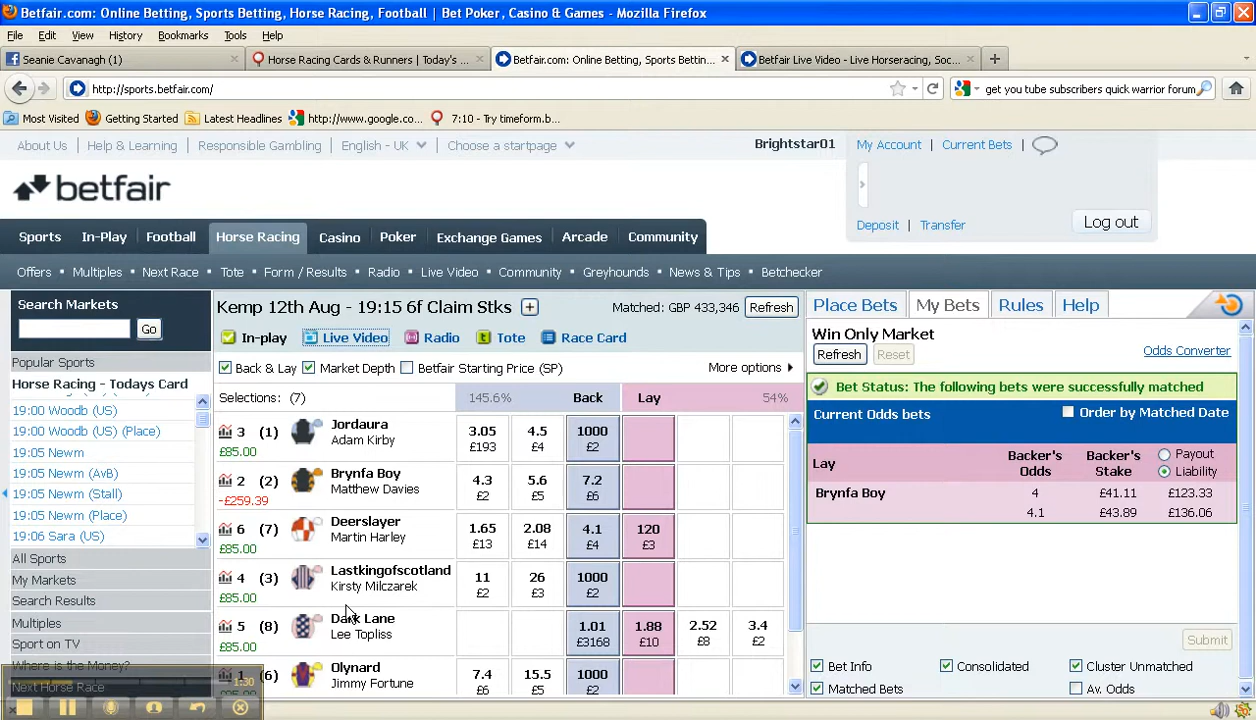 Betfair.com: Online Betting, Sports Betting, Horse Racing, Football | Bet Poker, Casino & Games - Mozilla Firefox
File Edit View History Bookmarks Tools Help
Seanie Cavanagh (1) Horse Racing Cards & Runners | Today's ... Betfair.com: Online Betting, Sports Bettin... Betfair Live Video - Live Horseracing, Soc...
http://sports.betfair.com/ get you tube subscribers quick warrior forum
Most Visited Getting Started Latest Headlines http://www.google.co... 7:10 - Try timeform.b...
About Us Help & Learning Responsible Gambling English - UK Choose a startpage Brightstar01 My Account Current Bets
betfair
Deposit Transfer Log out
Sports In-Play Football Horse Racing Casino Poker Exchange Games Arcade Community
Offers Multiples Next Race Tote Form / Results Radio Live Video Community Greyhounds News & Tips Betchecker
Search Markets
Go
Popular Sports
Horse Racing - Todays Card
19:00 Woodb (US)
19:00 Woodb (US) (Place)
19:05 Newm
19:05 Newm (AvB)
19:05 Newm (Stall)
19:05 Newm (Place)
19:06 Sara (US)
All Sports
My Markets
Search Results
Multiples
Sport on TV
Where is the Money?
Next Horse Race
1:30
Kemp 12th Aug - 19:15 6f Claim Stks Matched: GBP 433,346 Refresh
In-play Live Video Radio Tote Race Card
Back & Lay Market Depth Betfair Starting Price (SP) More options
Selections: (7) 145.6% Back Lay 54%
3 (1) Jordaura 3.05 4.5 1000
£85.00 Adam Kirby £193 £4 £2
2 (2) Brynfa Boy 4.3 5.6 7.2
-£259.39 Matthew Davies £2 £5 £6
6 (7) Deerslayer 1.65 2.08 4.1 120
£85.00 Martin Harley £13 £14 £4 £3
4 (3) Lastkingofscotland 11 26 1000
£85.00 Kirsty Milczarek £2 £3 £2
5 (8) Dark Lane 1.01 1.88 2.52 3.4
£85.00 Lee Topliss £3168 £10 £8 £2
(6) Olynard 7.4 15.5 1000
Jimmy Fortune £6 £5 £2
Place Bets My Bets Rules Help
Win Only Market
Refresh Reset Odds Converter
Bet Status: The following bets were successfully matched
Current Odds bets Order by Matched Date
Lay Backer's Odds Backer's Stake Payout
Liability
Brynfa Boy 4 £41.11 £123.33
4.1 £43.89 £136.06
Submit
Bet Info Consolidated Cluster Unmatched
Matched Bets Av. Odds